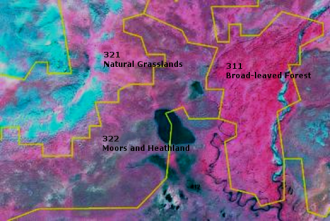 321
Natural Grasslands
311
Broad-leaved Forest
322
Moors and Heathland